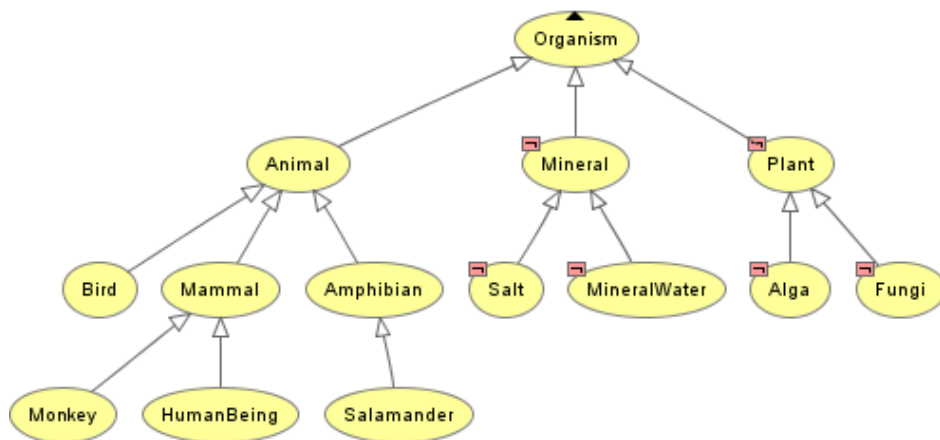 Organism
Animal
Mineral
Plant
Bird
Mammal
Amphibian
Salt
MineralWater
Alga
Fungi
Monkey
HumanBeing
Salamander